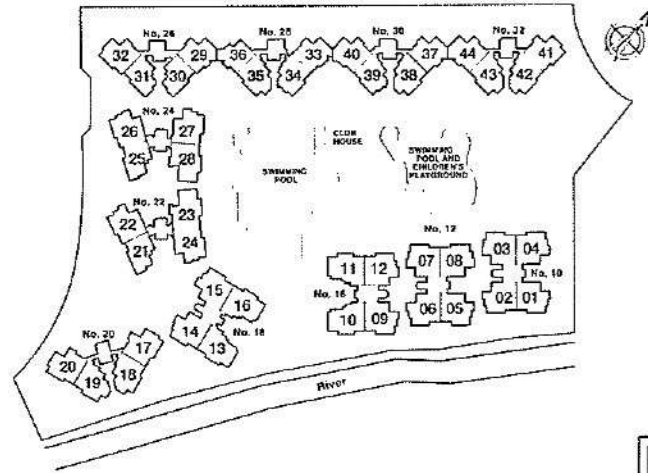 No. 26
No. 28
No. 30
No. 32
32
31
30
29
36
35
34
33
40
39
38
37
44
43
42
41
No. 24
26
25
27
28
CLUB
HOUSE
SWIMMING
POOL
SWIMMING
POOL AND
CHILDREN'S
PLAYGROUND
No. 22
22
21
23
24
No. 12
11
12
10
09
No. 16
07
08
06
05
03
04
02
01
No. 10
15
16
14
13
No. 18
No. 20
20
19
18
17
River